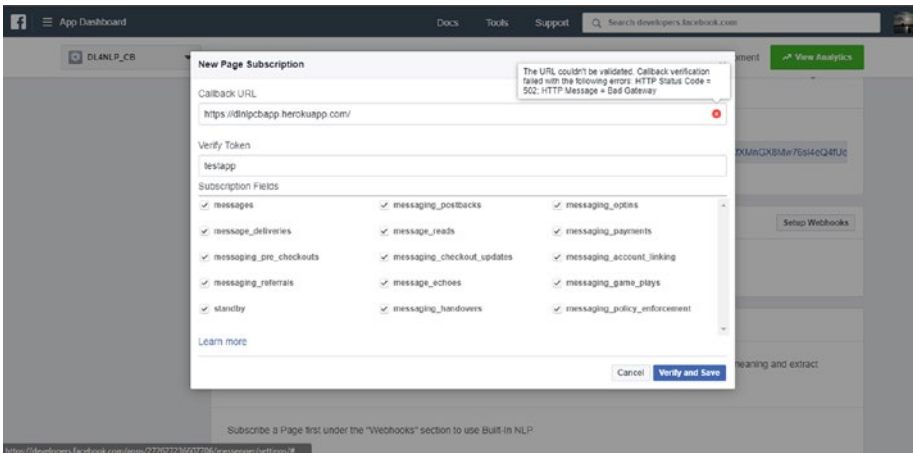 App Dashboard
Docs Tools Support Search developers.facebook.com
DL4NLP_CB
View Analytics
New Page Subscription
The URL couldn't be validated. Callback verification
failed with the following errors: HTTP Status Code =
502; HTTP Message = Bad Gateway
Callback URL
https://dlnlpcbapp.herokuapp.com/
Verify Token
testapp
Subscription Fields
messages messaging_postbacks messaging_optins
message_deliveries message_reads messaging_payments
Setup Webhooks
messaging_pre_checkouts messaging_checkout_updates messaging_account_linking
messaging_referrals message_echoes messaging_game_plays
standby messaging_handovers messaging_policy_enforcement
Learn more
meaning and extract
Cancel Verify and Save
Subscribe a Page first under the "Webhooks" section to use Built-In NLP